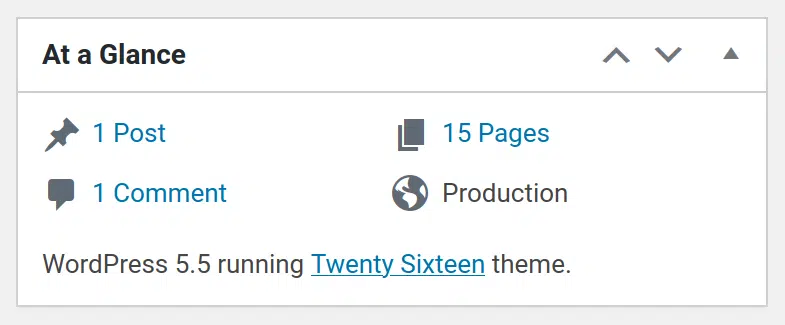 At a Glance
1 Post
15 Pages
1 Comment
Production
WordPress 5.5 running Twenty Sixteen theme.